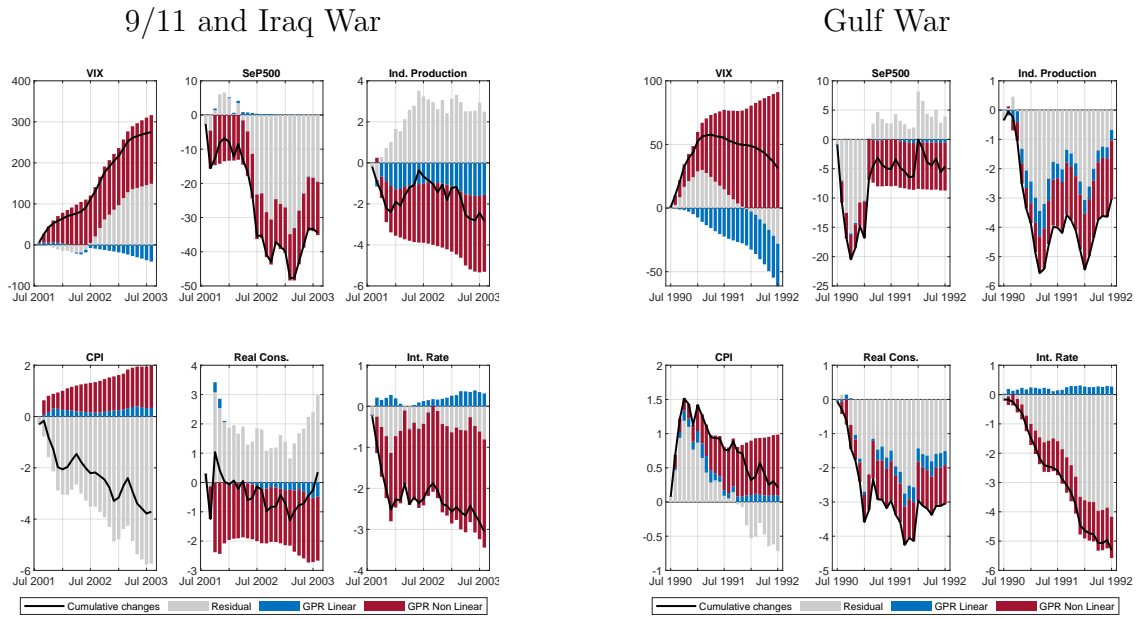 9/11 and Iraq War
Gulf War
VIX
SeP500
Ind. Production
VIX
SeP500
Ind. Production
400
300
200
100
0
-100
10
0
-10
-20
-30
-40
-50
4
2
0
-2
-4
-6
100
50
0
-50
10
5
0
-5
-10
-15
-20
-25
1
0
-1
-2
-3
-4
-5
-6
Jul 2001 Jul 2002 Jul 2003
Jul 2001 Jul 2002 Jul 2003
Jul 2001 Jul 2002 Jul 2003
Jul 1990 Jul 1991 Jul 1992
Jul 1990 Jul 1991 Jul 1992
Jul 1990 Jul 1991 Jul 1992
CPI
Real Cons.
Int. Rate
CPI
Real Cons.
Int. Rate
2
0
-2
-4
-6
4
3
2
1
0
-1
-2
-3
1
0
-1
-2
-3
-4
2
1.5
1
0.5
0
-0.5
-1
0
-1
-2
-3
-4
-5
1
0
-1
-2
-3
-4
-5
-6
Jul 2001 Jul 2002 Jul 2003
Jul 2001 Jul 2002 Jul 2003
Jul 2001 Jul 2002 Jul 2003
Jul 1990 Jul 1991 Jul 1992
Jul 1990 Jul 1991 Jul 1992
Jul 1990 Jul 1991 Jul 1992
Cumulative changes Residual GPR Linear GPR Non Linear
Cumulative changes Residual GPR Linear GPR Non Linear